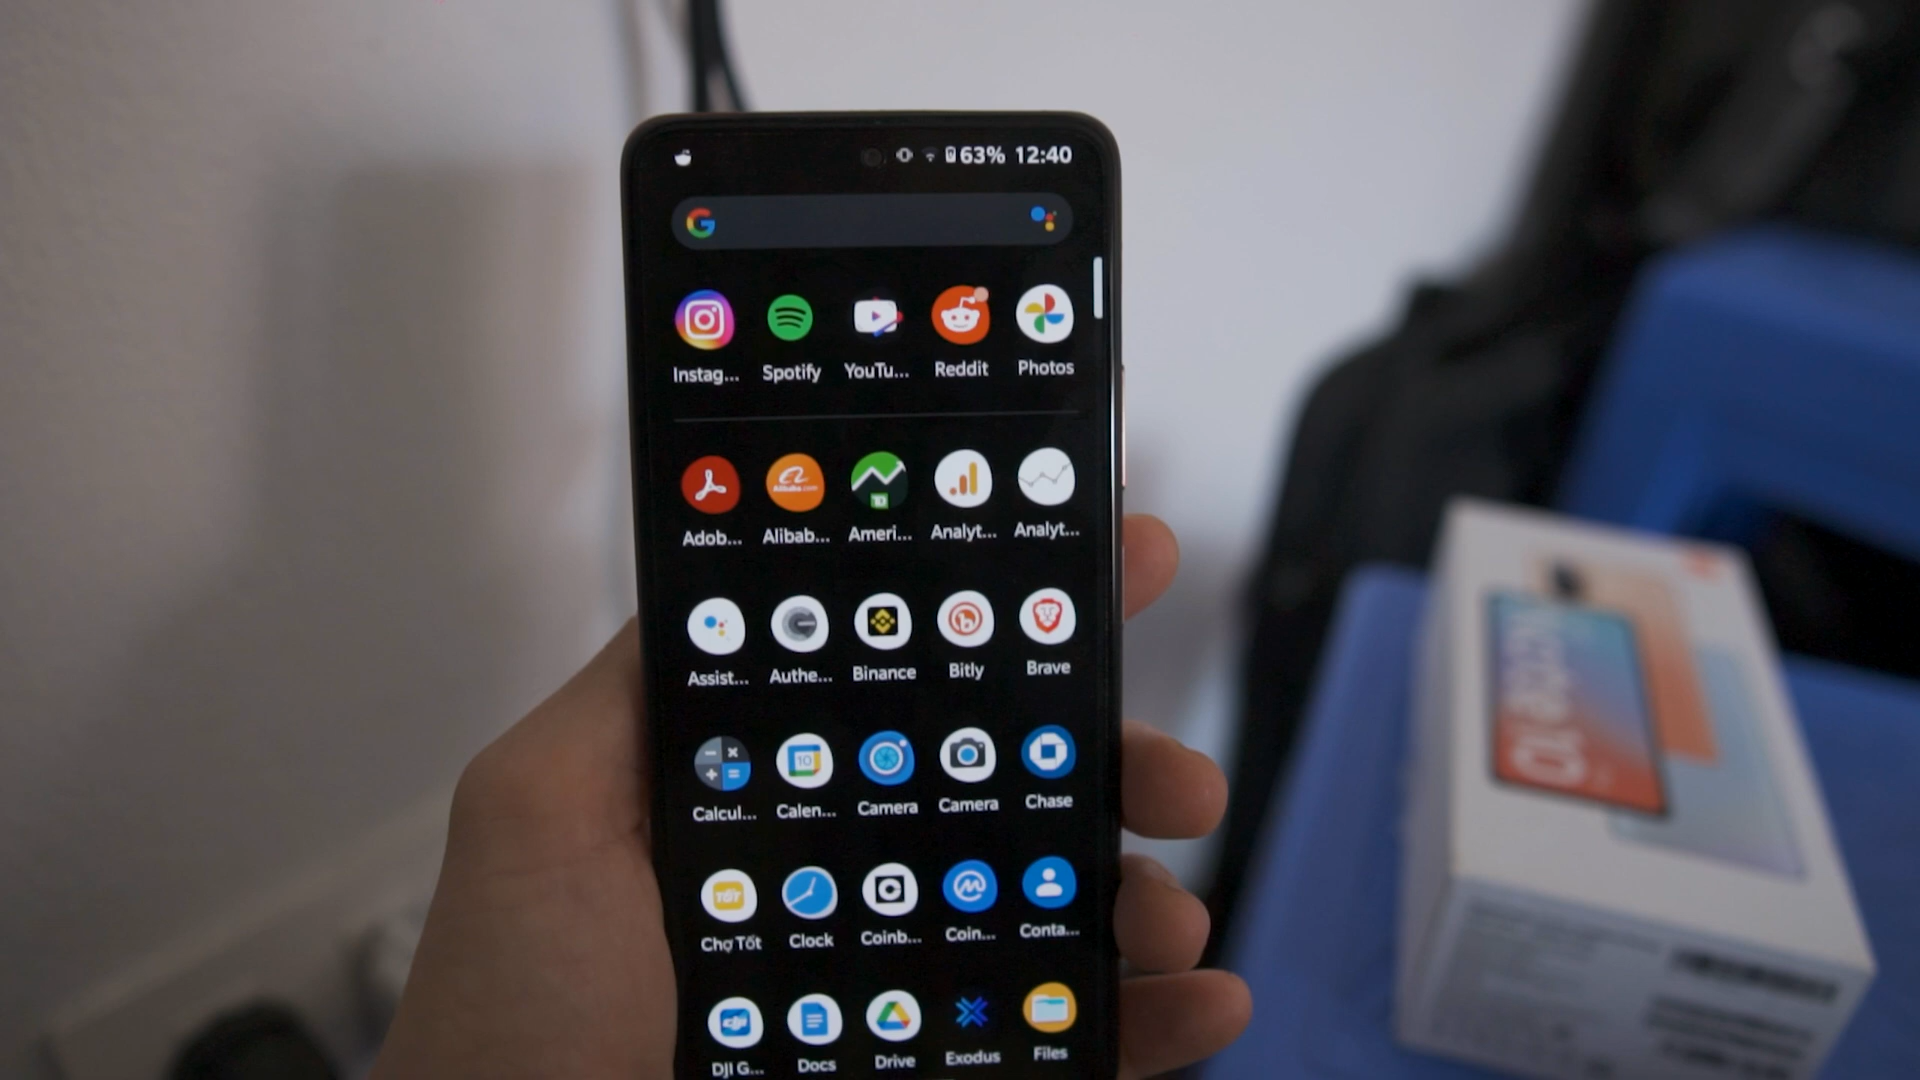 63% 12:40
Instag... Spotify YouTu... Reddit Photos
Adob... Alibab... Ameri... Analyt... Analyt...
Assist... Authe... Binance Bitly Brave
Calcul... Calen... Camera Camera Chase
Chợ Tốt Clock Coinb... Coin... Conta...
DJI G... Docs Drive Exodus Files
10